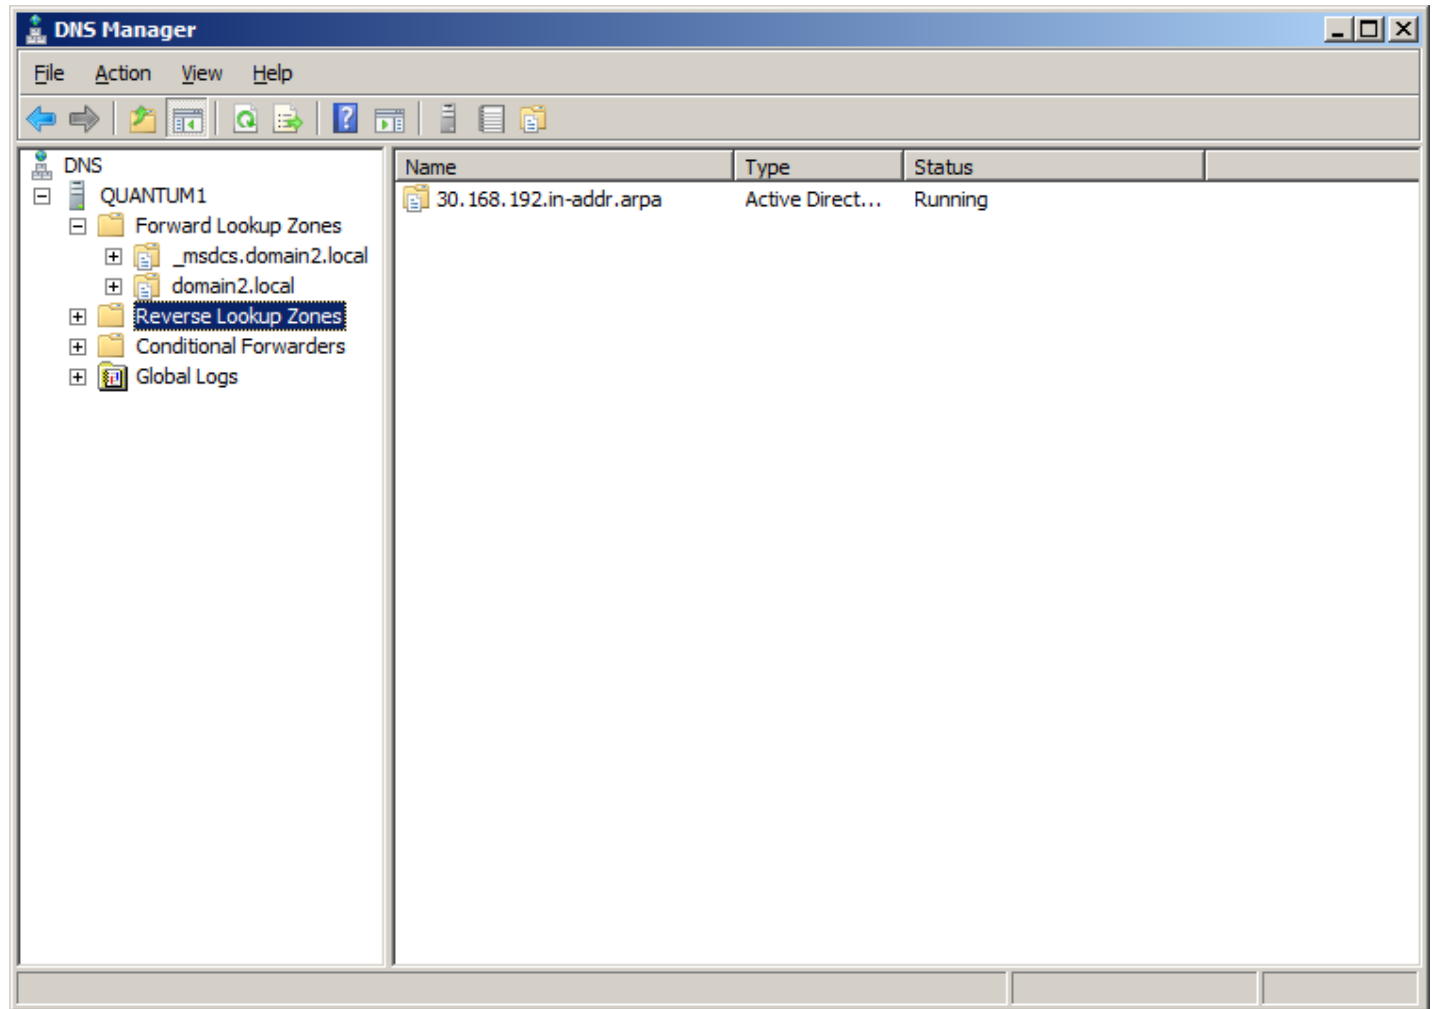 DNS Manager
File Action View Help
DNS
QUANTUM1
Forward Lookup Zones
_msdcs.domain2.local
domain2.local
Reverse Lookup Zones
Conditional Forwarders
Global Logs
Name Type Status
30.168.192.in-addr.arpa Active Direct... Running